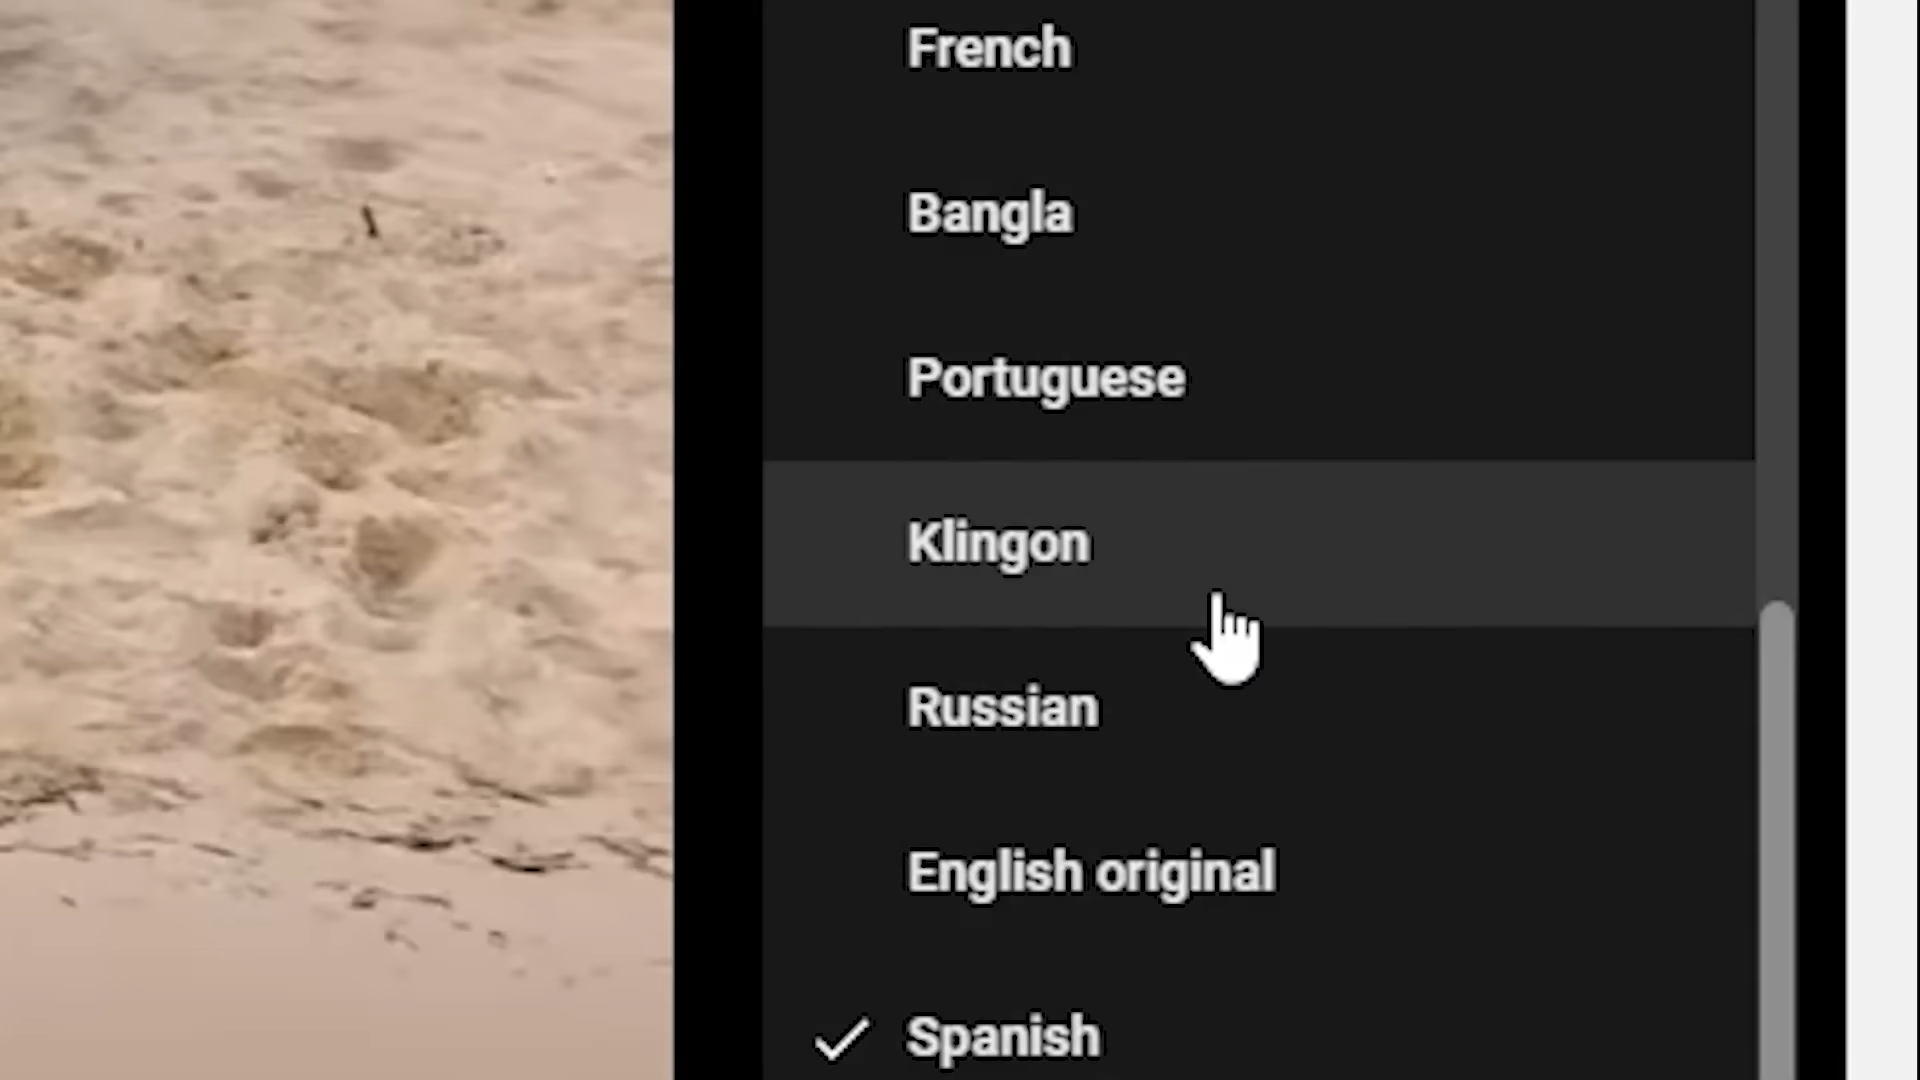 French
Bangla
Portuguese
Klingon
Russian
English original
Spanish